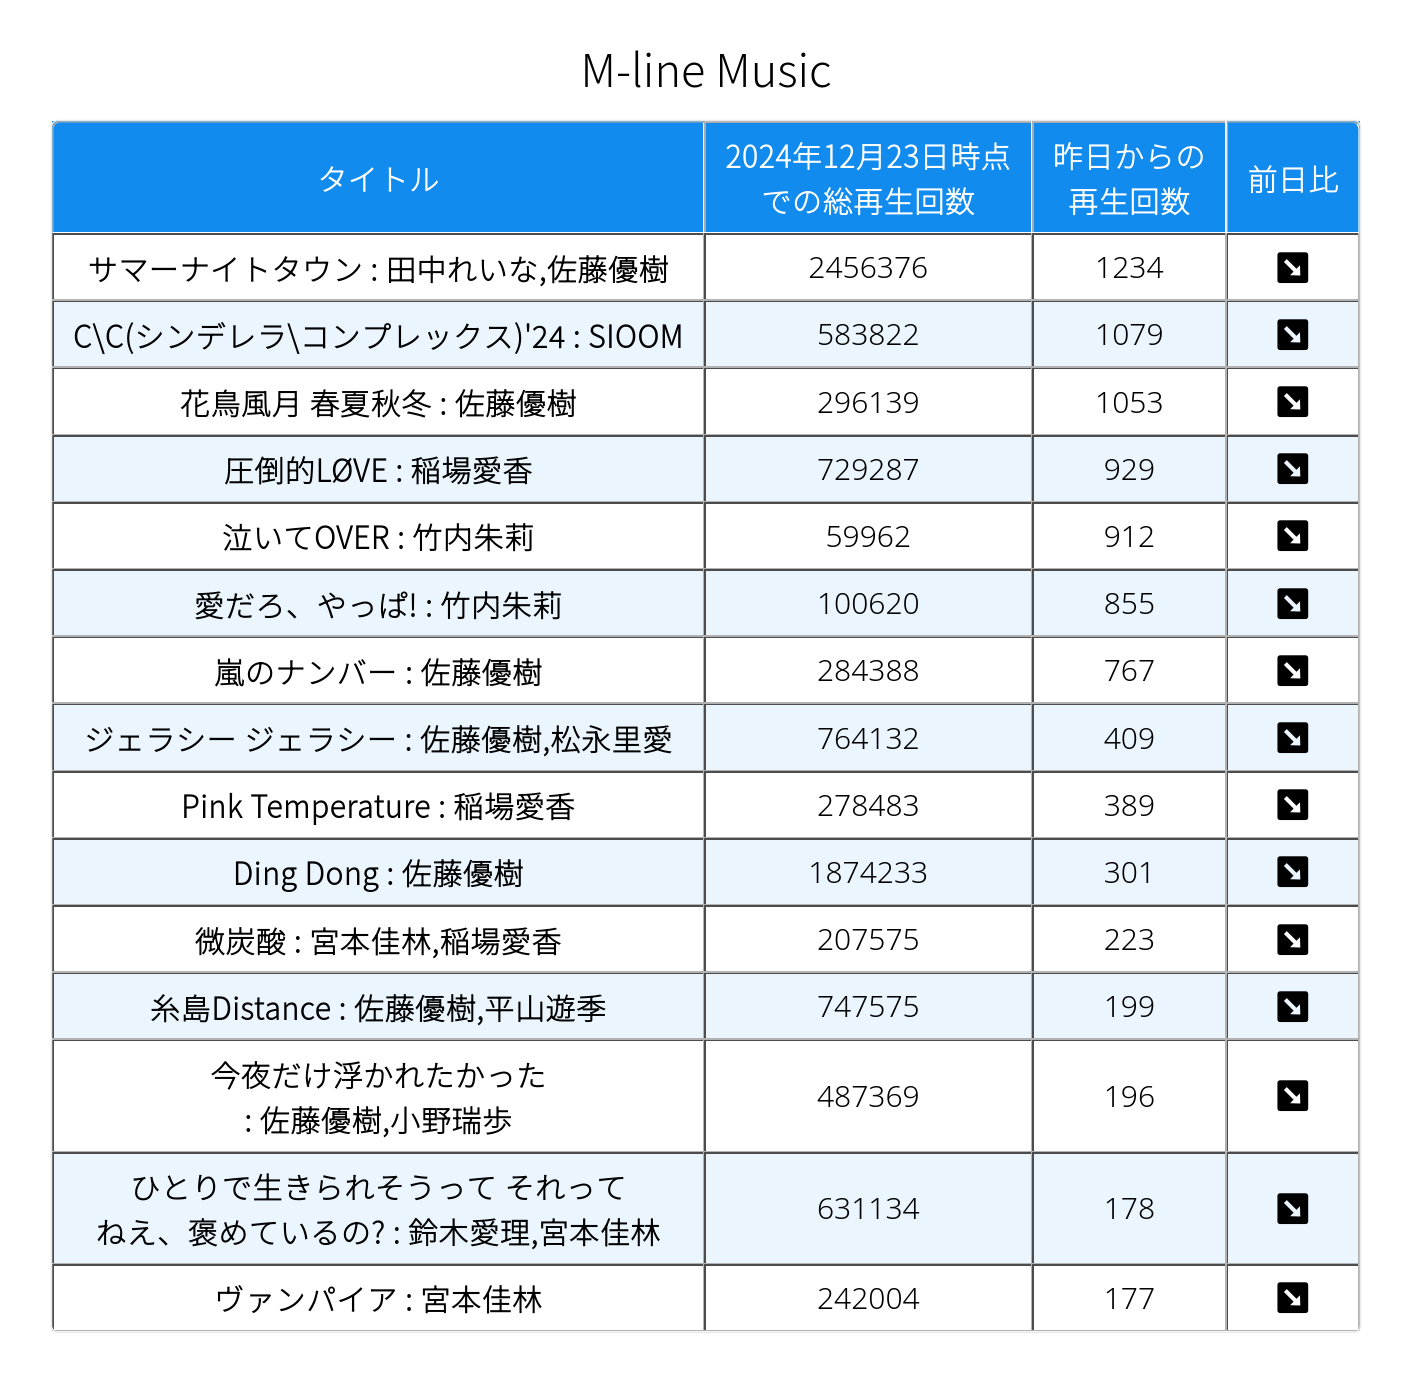 M-line Music
タイトル
2024年12月23日時点
での総再生回数
昨日からの
再生回数
前日比
サマーナイトタウン : 田中れいな,佐藤優樹 2456376 1234 ↘
C\C(シンデレラ\コンプレックス)'24 : SIOOM 583822 1079 ↘
花鳥風月 春夏秋冬 : 佐藤優樹 296139 1053 ↘
圧倒的LØVE : 稲場愛香 729287 929 ↘
泣いてOVER : 竹内朱莉 59962 912 ↘
愛だろ、やっぱ! : 竹内朱莉 100620 855 ↘
嵐のナンバー : 佐藤優樹 284388 767 ↘
ジェラシー ジェラシー : 佐藤優樹,松永里愛 764132 409 ↘
Pink Temperature : 稲場愛香 278483 389 ↘
Ding Dong : 佐藤優樹 1874233 301 ↘
微炭酸 : 宮本佳林,稲場愛香 207575 223 ↘
糸島Distance : 佐藤優樹,平山遊季 747575 199 ↘
今夜だけ浮かれたかった
: 佐藤優樹,小野瑞歩 487369 196 ↘
ひとりで生きられそうって それって
ねえ、褒めているの? : 鈴木愛理,宮本佳林 631134 178 ↘
ヴァンパイア : 宮本佳林 242004 177 ↘